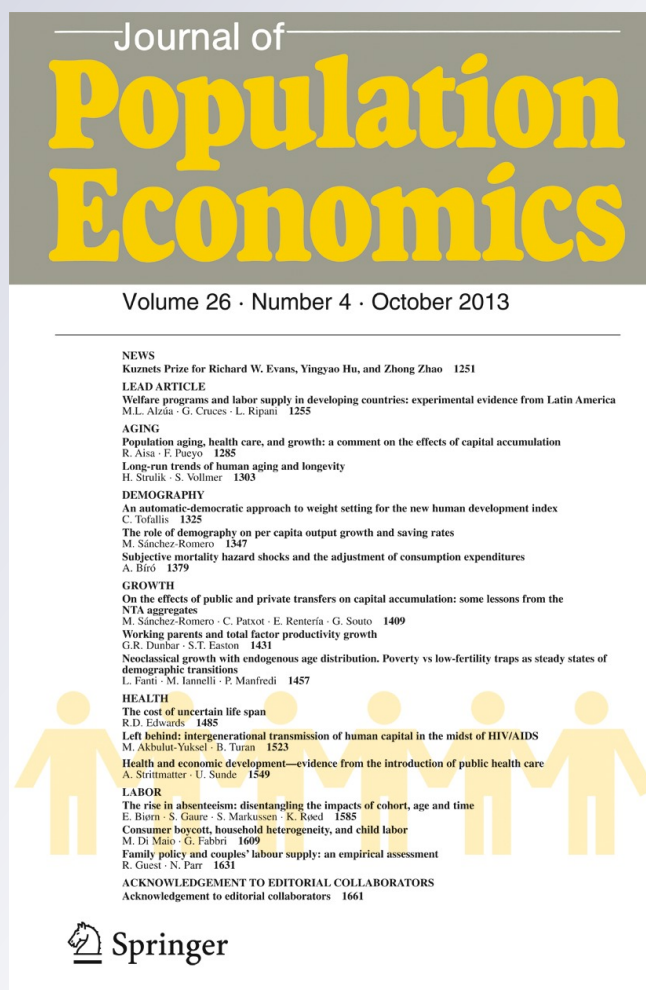 Journal of
Population
Economics
Volume 26 · Number 4 · October 2013
NEWS
Kuznets Prize for Richard W. Evans, Yingyao Hu, and Zhong Zhao 1251
LEAD ARTICLE
Welfare programs and labor supply in developing countries: experimental evidence from Latin America
M.L. Alzúa · G. Cruces · L. Ripani 1255
AGING
Population aging, health care, and growth: a comment on the effects of capital accumulation
R. Aisa · F. Pueyo 1285
Long-run trends of human aging and longevity
H. Strulik · S. Vollmer 1303
DEMOGRAPHY
An automatic-democratic approach to weight setting for the new human development index
C. Tofallis 1325
The role of demography on per capita output growth and saving rates
M. Sánchez-Romero 1347
Subjective mortality hazard shocks and the adjustment of consumption expenditures
A. Bíró 1379
GROWTH
On the effects of public and private transfers on capital accumulation: some lessons from the
NTA aggregates
M. Sánchez-Romero · C. Patxot · E. Rentería · G. Souto 1409
Working parents and total factor productivity growth
G.R. Dunbar · S.T. Easton 1431
Neoclassical growth with endogenous age distribution. Poverty vs low-fertility traps as steady states of
demographic transitions
L. Fanti · M. Iannelli · P. Manfredi 1457
HEALTH
The cost of uncertain life span
R.D. Edwards 1485
Left behind: intergenerational transmission of human capital in the midst of HIV/AIDS
M. Akbulut-Yuksel · B. Turan 1523
Health and economic development—evidence from the introduction of public health care
A. Strittmatter · U. Sunde 1549
LABOR
The rise in absenteeism: disentangling the impacts of cohort, age and time
E. Biørn · S. Gaure · S. Markussen · K. Røed 1585
Consumer boycott, household heterogeneity, and child labor
M. Di Maio · G. Fabbri 1609
Family policy and couples' labour supply: an empirical assessment
R. Guest · N. Parr 1631
ACKNOWLEDGEMENT TO EDITORIAL COLLABORATORS
Acknowledgement to editorial collaborators 1661
Springer